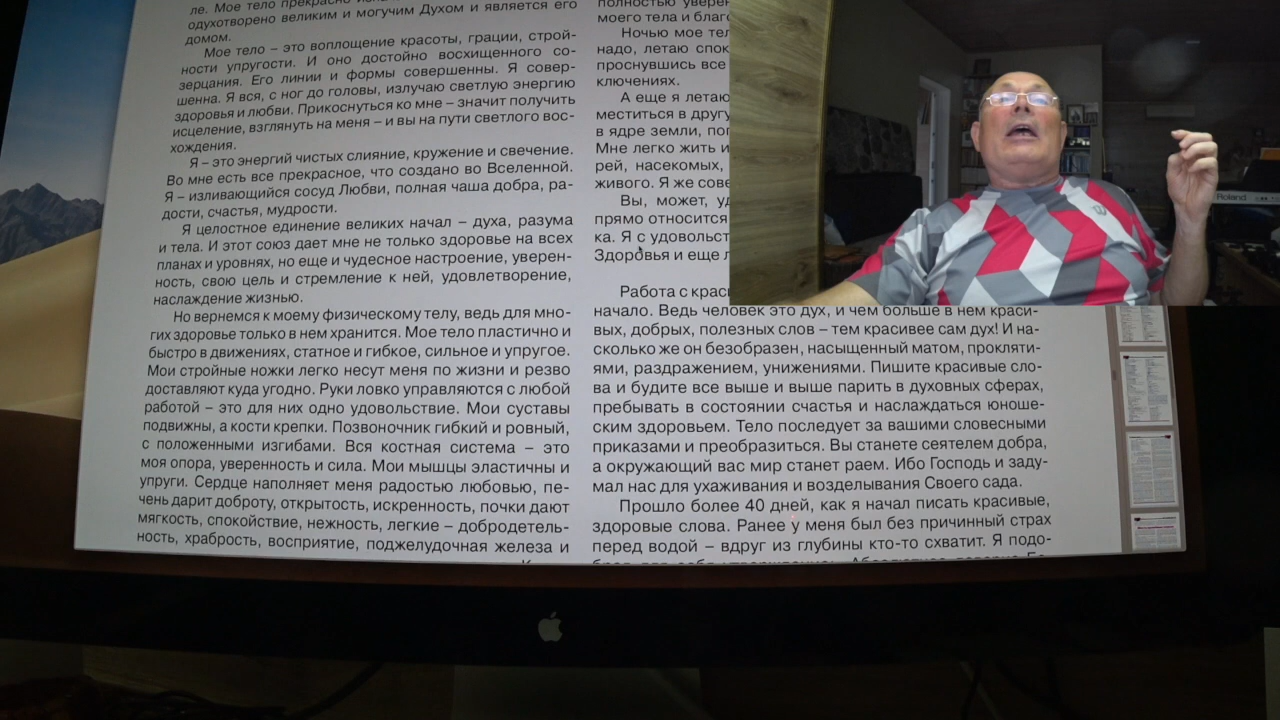 ле. Мое тело прекрасно
одухотворено великим и могучим Духом и является его
домом.
Мое тело – это воплощение красоты, грации, строй-
ности упругости. И оно достойно восхищенного со-
зерцания. Его линии и формы совершенны. Я совер-
шенна. Я вся, с ног до головы, излучаю светлую энергию
здоровья и любви. Прикоснуться ко мне – значит получить
исцеление, взглянуть на меня – и вы на пути светлого вос-
хождения.
Я – это энергий чистых слияние, кружение и свечение.
Во мне есть все прекрасное, что создано во Вселенной.
Я – изливающийся сосуд Любви, полная чаша добра, ра-
дости, счастья, мудрости.
Я целостное единение великих начал – духа, разума
и тела. И этот союз дает мне не только здоровье на всех
планах и уровнях, но еще и чудесное настроение, уверен-
ность, свою цель и стремление к ней, удовлетворение,
наслаждение жизнью.
Но вернемся к моему физическому телу, ведь для мно-
гих здоровье только в нем хранится. Мое тело пластично и
быстро в движениях, статное и гибкое, сильное и упругое.
Мои стройные ножки легко несут меня по жизни и резво
доставляют куда угодно. Руки ловко управляются с любой
работой – это для них одно удовольствие. Мои суставы
подвижны, а кости крепки. Позвоночник гибкий и ровный,
с положенными изгибами. Вся костная система – это
моя опора, уверенность и сила. Мои мышцы эластичны и
упруги. Сердце наполняет меня радостью любовью, пе-
чень дарит доброту, открытость, искренность, почки дают
мягкость, спокойствие, нежность, легкие – добродетель-
ность, храбрость, восприятие, поджелудочная железа и
полностью уверен
моего тела и благо
Ночью мое тел
надо, летаю спок
проснувшись все
ключениях.
А еще я летаю
меститься в другу
в ядре земли, пог
Мне легко жить и
рей, насекомых,
живого. Я же сове
Вы, может, уд
прямо относится
ка. Я с удовольст
Здоровья и еще л
Работа с краси
начало. Ведь человек это дух, и чем больше в нем краси-
вых, добрых, полезных слов – тем красивее сам дух! И на-
сколько же он безобразен, насыщенный матом, прокляти-
ями, раздражением, унижениями. Пишите красивые сло-
ва и будите все выше и выше парить в духовных сферах,
пребывать в состоянии счастья и наслаждаться юноше-
ским здоровьем. Тело последует за вашими словесными
приказами и преобразиться. Вы станете сеятелем добра,
а окружающий вас мир станет раем. Ибо Господь и заду-
мал нас для ухаживания и возделывания Своего сада.
Прошло более 40 дней, как я начал писать красивые,
здоровые слова. Ранее у меня был без причинный страх
перед водой – вдруг из глубины кто-то схватит. Я подо-
Roland